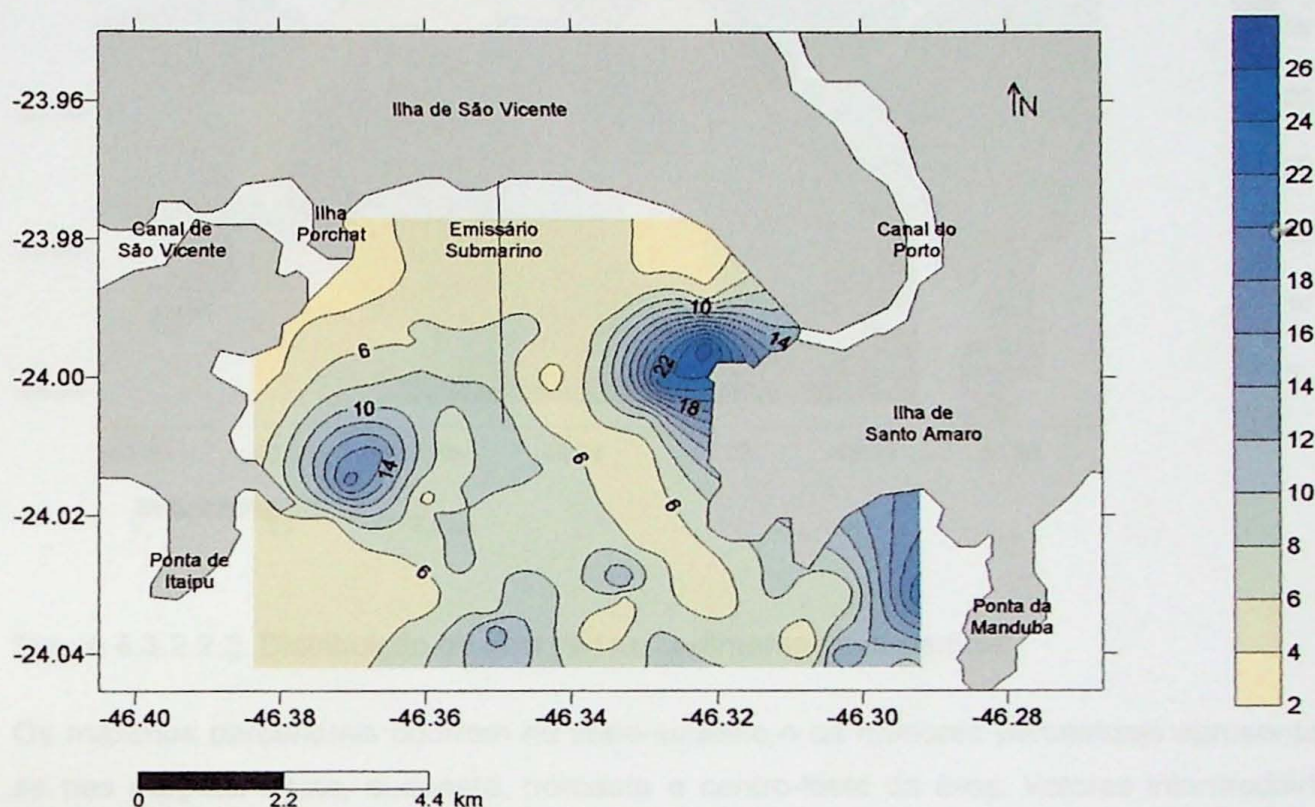 -23.96
-23.98
-24.00
-24.02
-24.04
-46.40
-46.38
-46.36
-46.34
-46.32
-46.30
-46.28
Ilha de São Vicente
N
Canal de
São Vicente
Ilha
Porchat
Emissário
Submarino
Canal do
Porto
Ilha de
Santo Amaro
Ponta de
Itaipu
Ponta da
Manduba
10
14
22
18
6
10
14
6
6
6
26
24
22
20
18
16
14
12
10
8
6
4
2
0
2.2
4.4 km